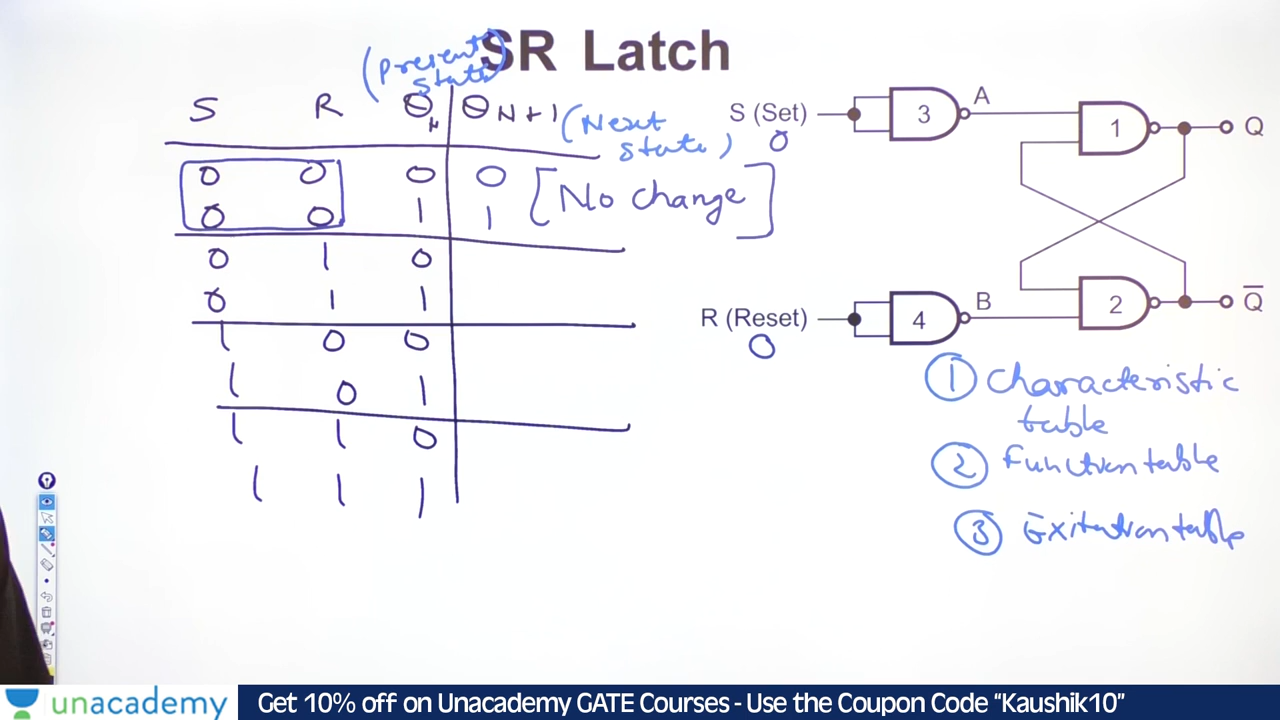 SR Latch
(Present
State)
S R Q_N Q_N+1 (Next
State)
0 0 0 0 [No change]
0 0 1 1
0 1 0
0 1 1
1 0 0
1 0 1
1 1 0
1 1 1
S (Set)
0
3
A
1
Q
R (Reset)
0
4
B
2
Q̅
① Characteristic
table
② Function table
③ Exitation table
unacademy
Get 10% off on Unacademy GATE Courses - Use the Coupon Code “Kaushik10”